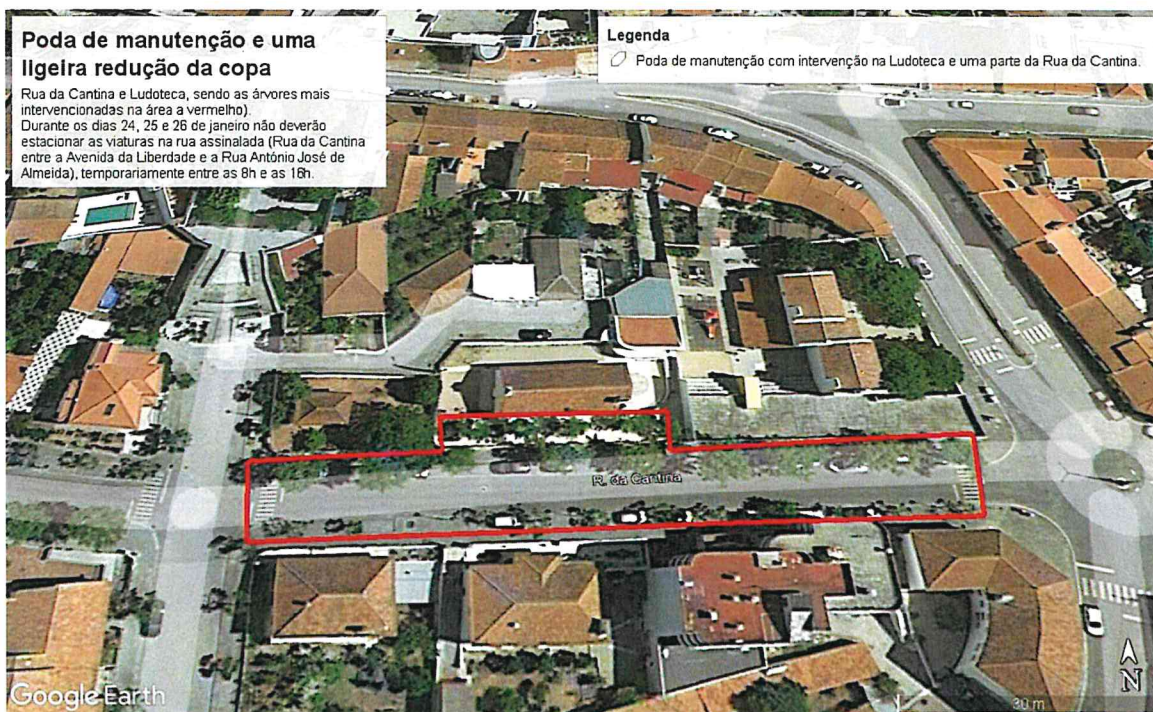 Poda de manutenção e uma
ligeira redução da copa
Rua da Cantina e Ludoteca, sendo as árvores mais
intervencionadas na área a vermelho).
Durante os dias 24, 25 e 26 de janeiro não deverão
estacionar as viaturas na rua assinalada (Rua da Cantina
entre a Avenida da Liberdade e a Rua António José de
Almeida), temporariamente entre as 8h e as 16h.
Legenda
Poda de manutenção com intervenção na Ludoteca e uma parte da Rua da Cantina.
R. da Cantina
Google Earth
N
30 m